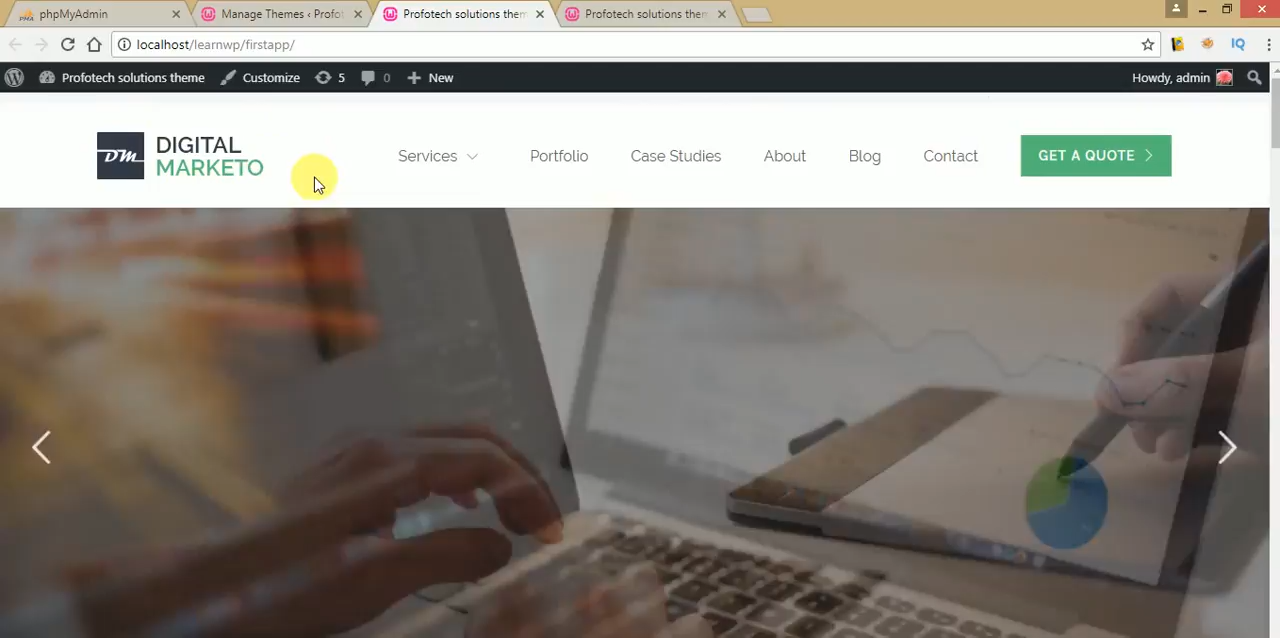 phpMyAdmin
Manage Themes ‹ Profot
Profotech solutions them
Profotech solutions them
localhost/learnwp/firstapp/
IQ
Profotech solutions theme
Customize
5
0
New
Howdy, admin
DM
DIGITAL
MARKETO
Services
Portfolio
Case Studies
About
Blog
Contact
GET A QUOTE